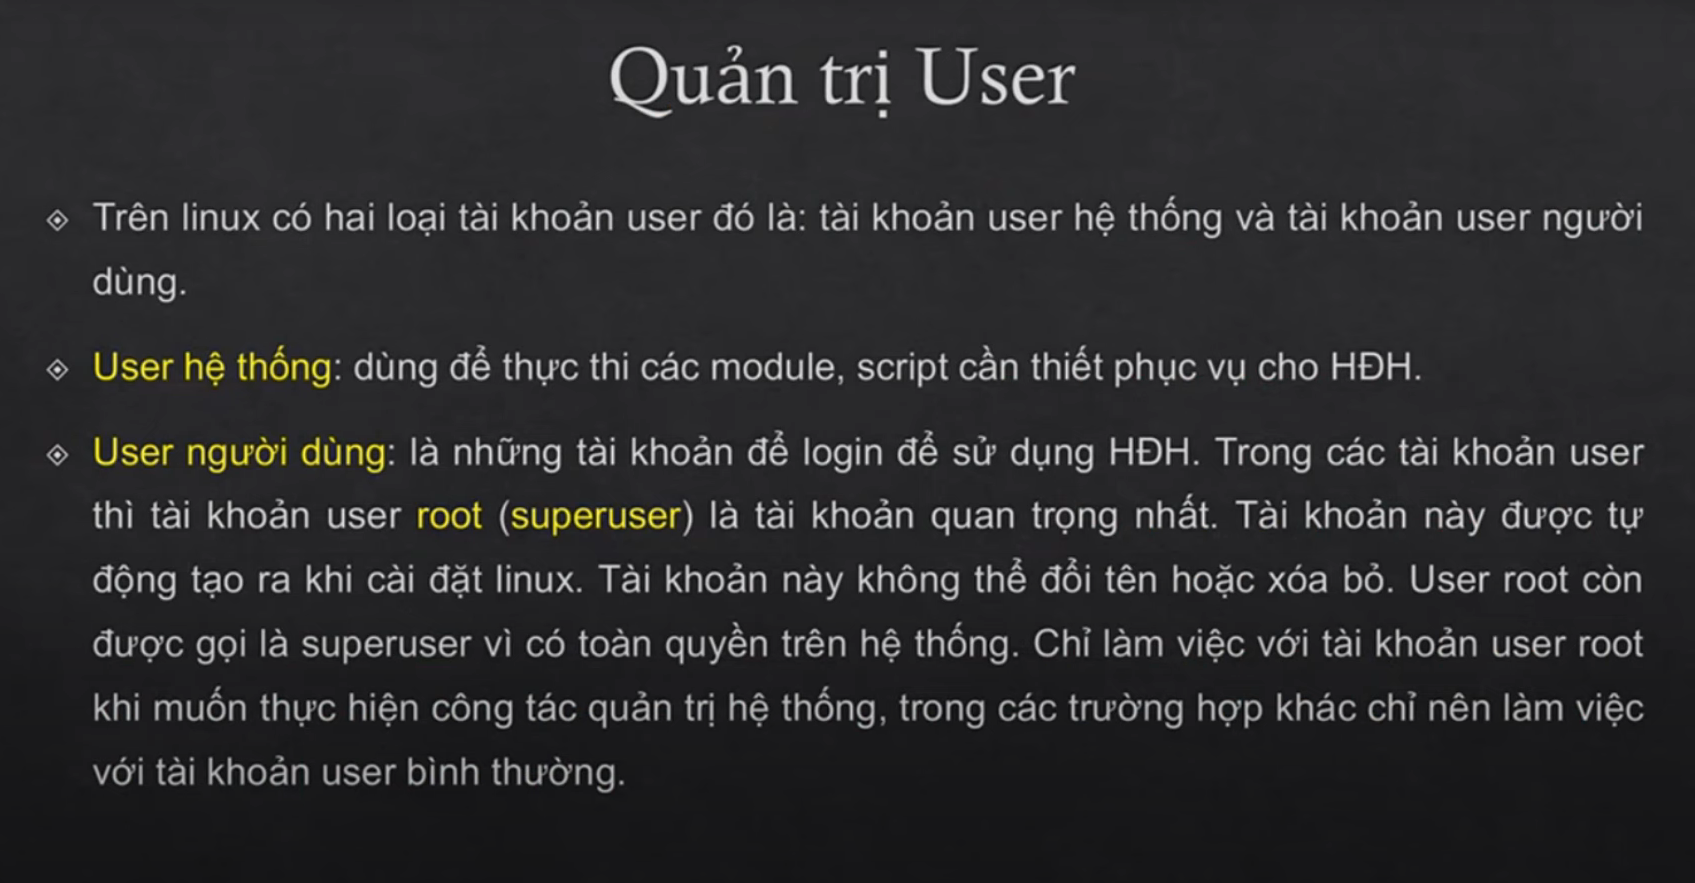 Quản trị User
Trên linux có hai loại tài khoản user đó là: tài khoản user hệ thống và tài khoản user người
dùng.
User hệ thống: dùng để thực thi các module, script cần thiết phục vụ cho HĐH.
User người dùng: là những tài khoản để login để sử dụng HĐH. Trong các tài khoản user
thì tài khoản user root (superuser) là tài khoản quan trọng nhất. Tài khoản này được tự
động tạo ra khi cài đặt linux. Tài khoản này không thể đổi tên hoặc xóa bỏ. User root còn
được gọi là superuser vì có toàn quyền trên hệ thống. Chỉ làm việc với tài khoản user root
khi muốn thực hiện công tác quản trị hệ thống, trong các trường hợp khác chỉ nên làm việc
với tài khoản user bình thường.